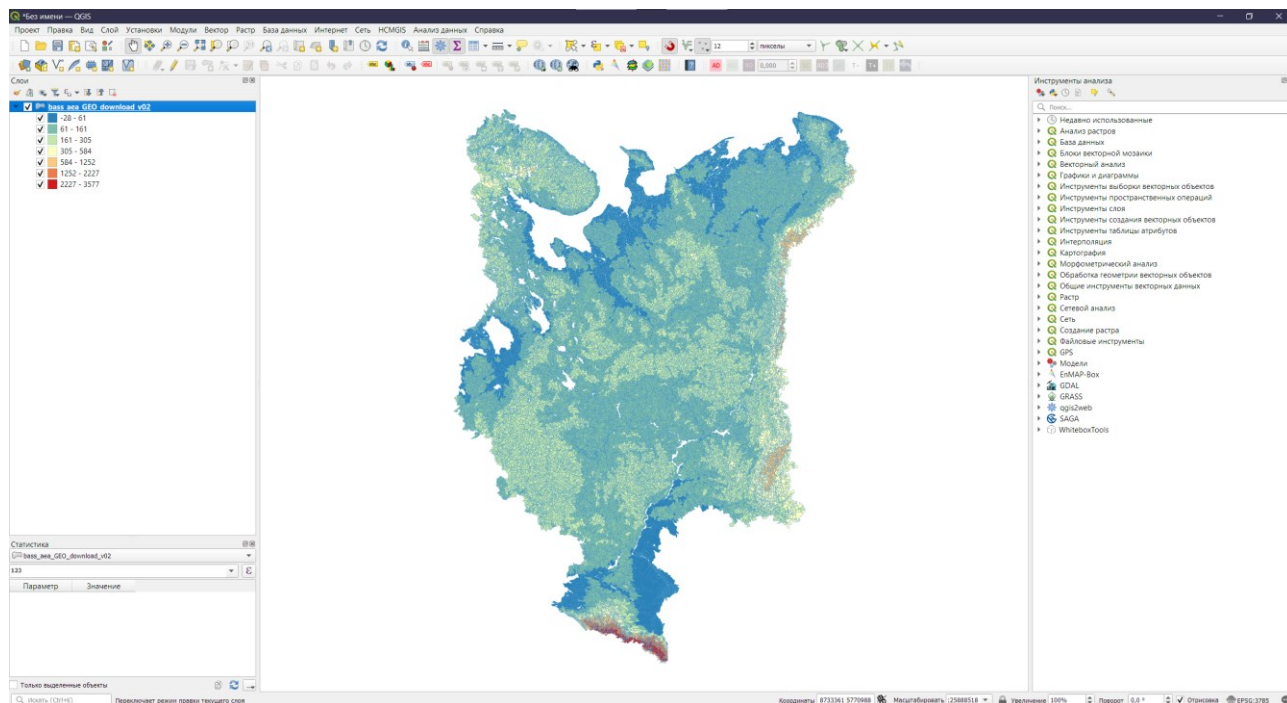 *Без имени — QGIS
Проект Правка Вид Слой Установки Модули Вектор Растр База данных Интернет Сеть HCMGIS Анализ данных Справка
12 пикселы
0,000
Слои
bass_aea_GEO_download_v02
-28 - 61
61 - 161
161 - 305
305 - 584
584 - 1252
1252 - 2227
2227 - 3577
Статистика
bass_aea_GEO_download_v02
123
Параметр Значение
Только выделенные объекты
Инструменты анализа
Поиск...
Недавно использованные
Анализ растров
База данных
Блоки векторной мозаики
Векторный анализ
Графики и диаграммы
Инструменты выборки векторных объектов
Инструменты пространственных операций
Инструменты слоя
Инструменты создания векторных объектов
Инструменты таблицы атрибутов
Интерполяция
Картография
Морфометрический анализ
Обработка геометрии векторных объектов
Общие инструменты векторных данных
Растр
Сетевой анализ
Сеть
Создание растра
Файловые инструменты
GPS
Модели
EnMAP-Box
GDAL
GRASS
qgis2web
SAGA
WhiteboxTools
Искать (Ctrl+K) Переключает режим правки текущего слоя Координаты 8733361 5770988 Масштабировать :25888518 Увеличение 100% Поворот 0,0 ° Отрисовка EPSG:3785